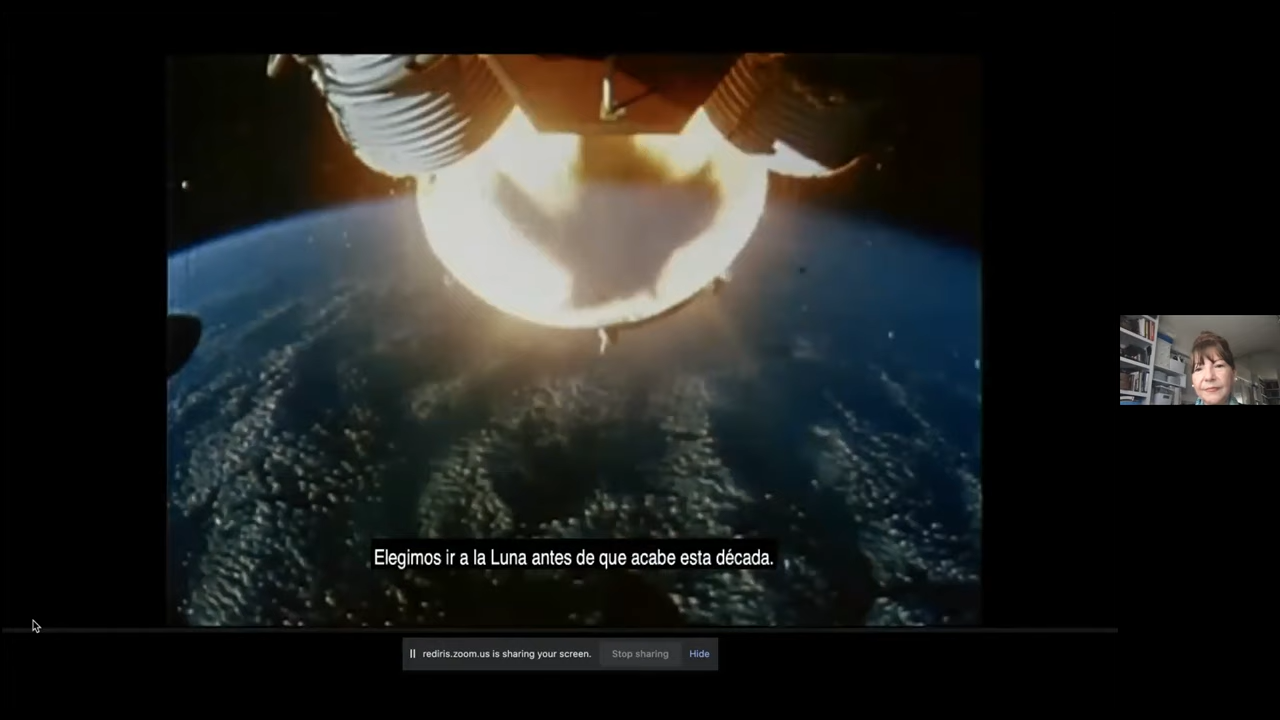 Elegimos ir a la Luna antes de que acabe esta década.
rediris.zoom.us is sharing your screen. Stop sharing Hide